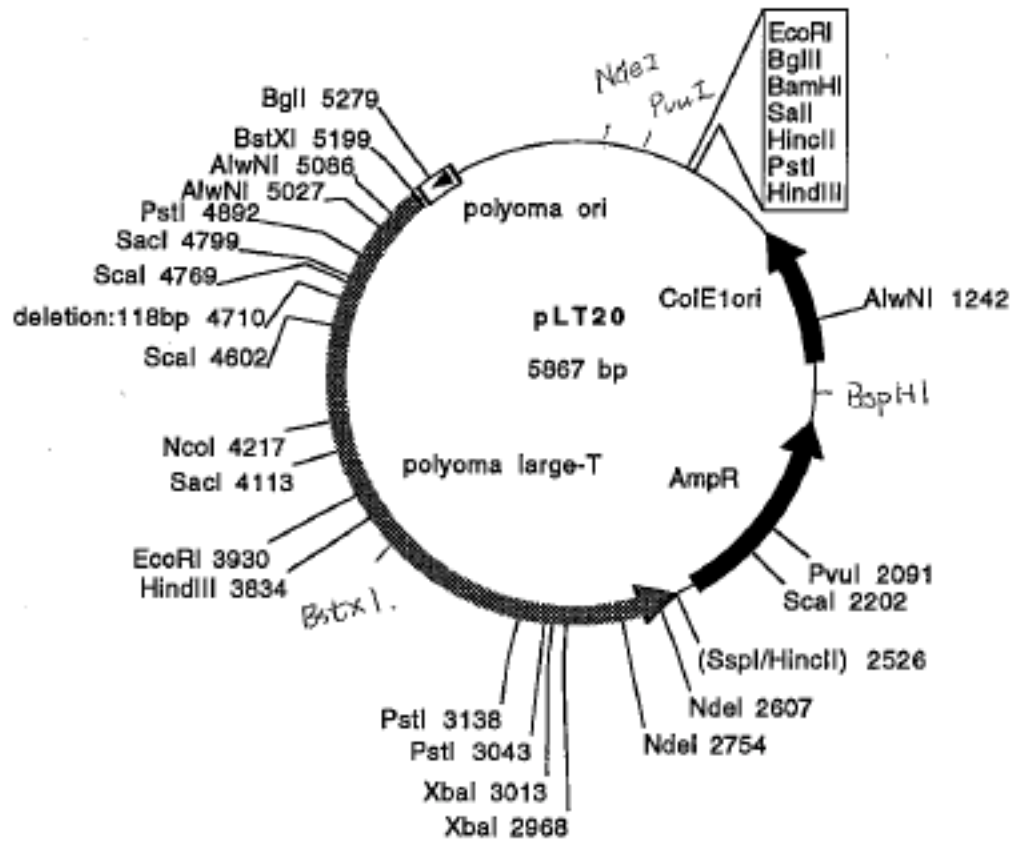 EcoRI
BglII
BamHI
SalI
HincII
PstI
HindIII
NdeI
PvuI
BglI 5279
BstXI 5199
AlwNI 5086
AlwNI 5027
PstI 4892
SacI 4799
ScaI 4769
deletion:118bp 4710
ScaI 4602
polyoma ori
ColE1ori
AlwNI 1242
pLT20
5867 bp
BspHI
NcoI 4217
SacI 4113
polyoma large-T
AmpR
EcoRI 3930
HindIII 3834
BstXI.
PvuI 2091
ScaI 2202
(SspI/HincII) 2526
NdeI 2607
NdeI 2754
PstI 3138
PstI 3043
XbaI 3013
XbaI 2968